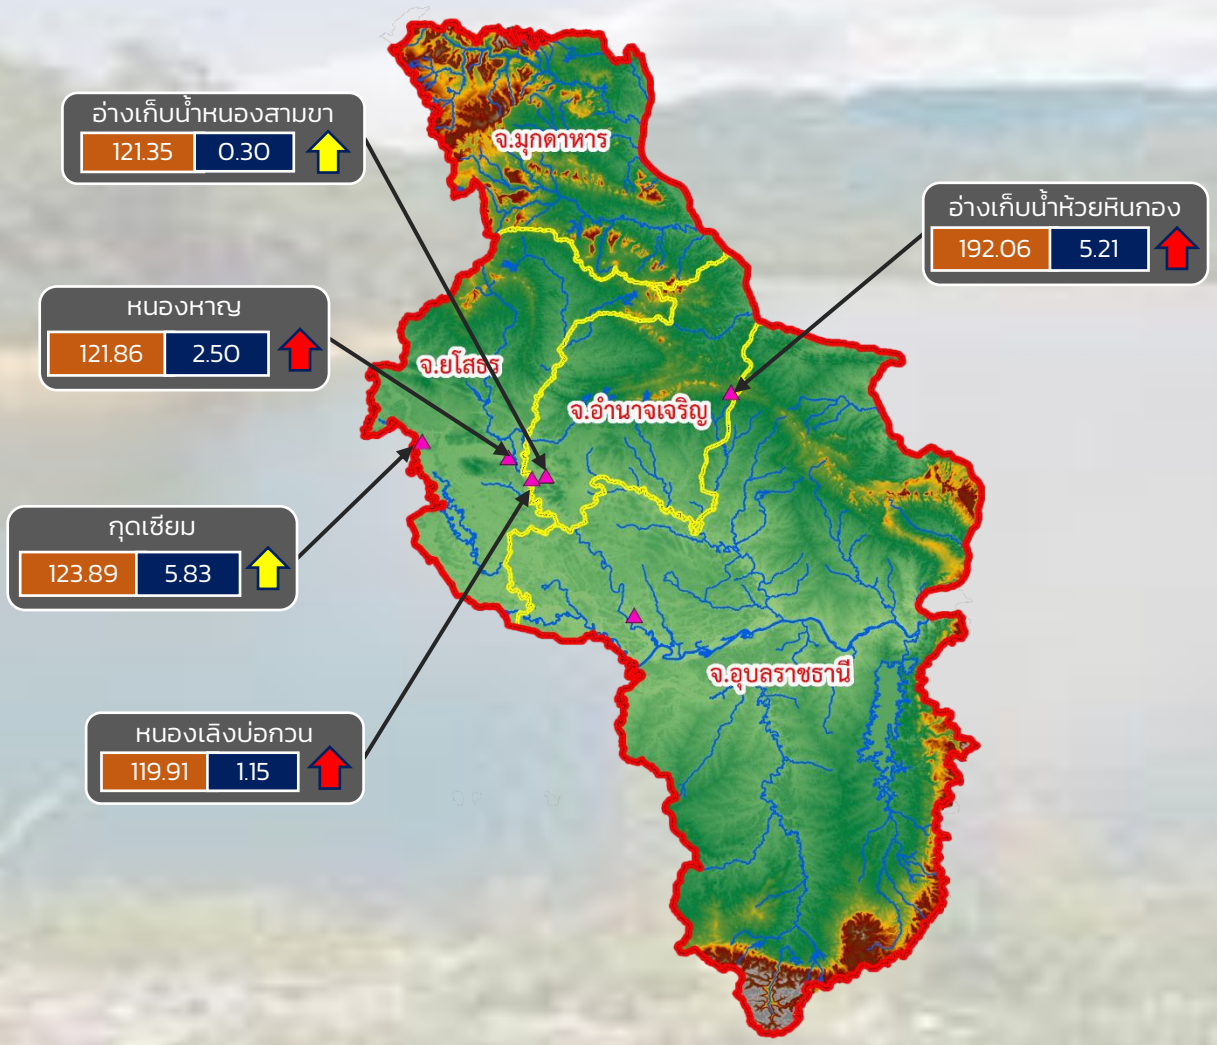 อ่างเก็บน้ำหนองสามขา
121.35 0.30
จ.มุกดาหาร
อ่างเก็บน้ำห้วยหินกอง
192.06 5.21
หนองหาญ
121.86 2.50
จ.ยโสธร
จ.อำนาจเจริญ
กุดเซียม
123.89 5.83
จ.อุบลราชธานี
หนองเลิงบ่อกวน
119.91 1.15